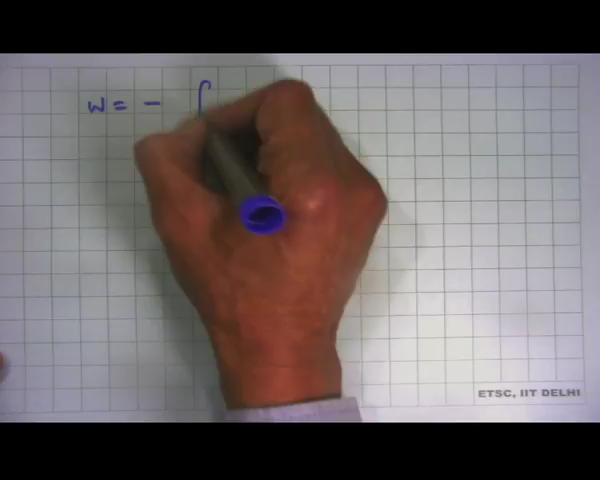 w = - ∫
ETSC, IIT DELHI